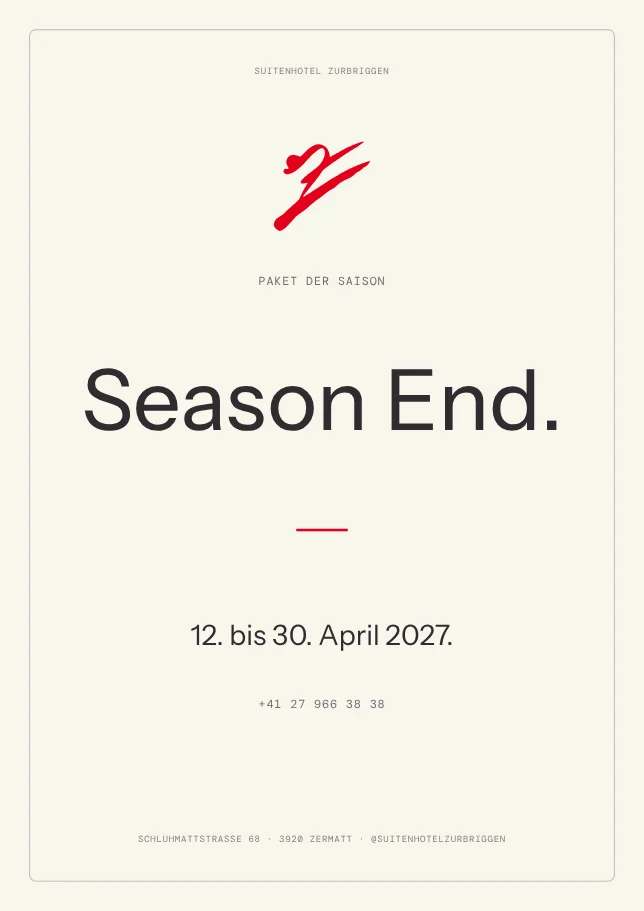 SUITENHOTEL ZURBRIGGEN
PAKET DER SAISON
Season End.
12. bis 30. April 2027.
+41 27 966 38 38
SCHLUHMATTSTRASSE 68 · 3920 ZERMATT · @SUITENHOTELZURBRIGGEN